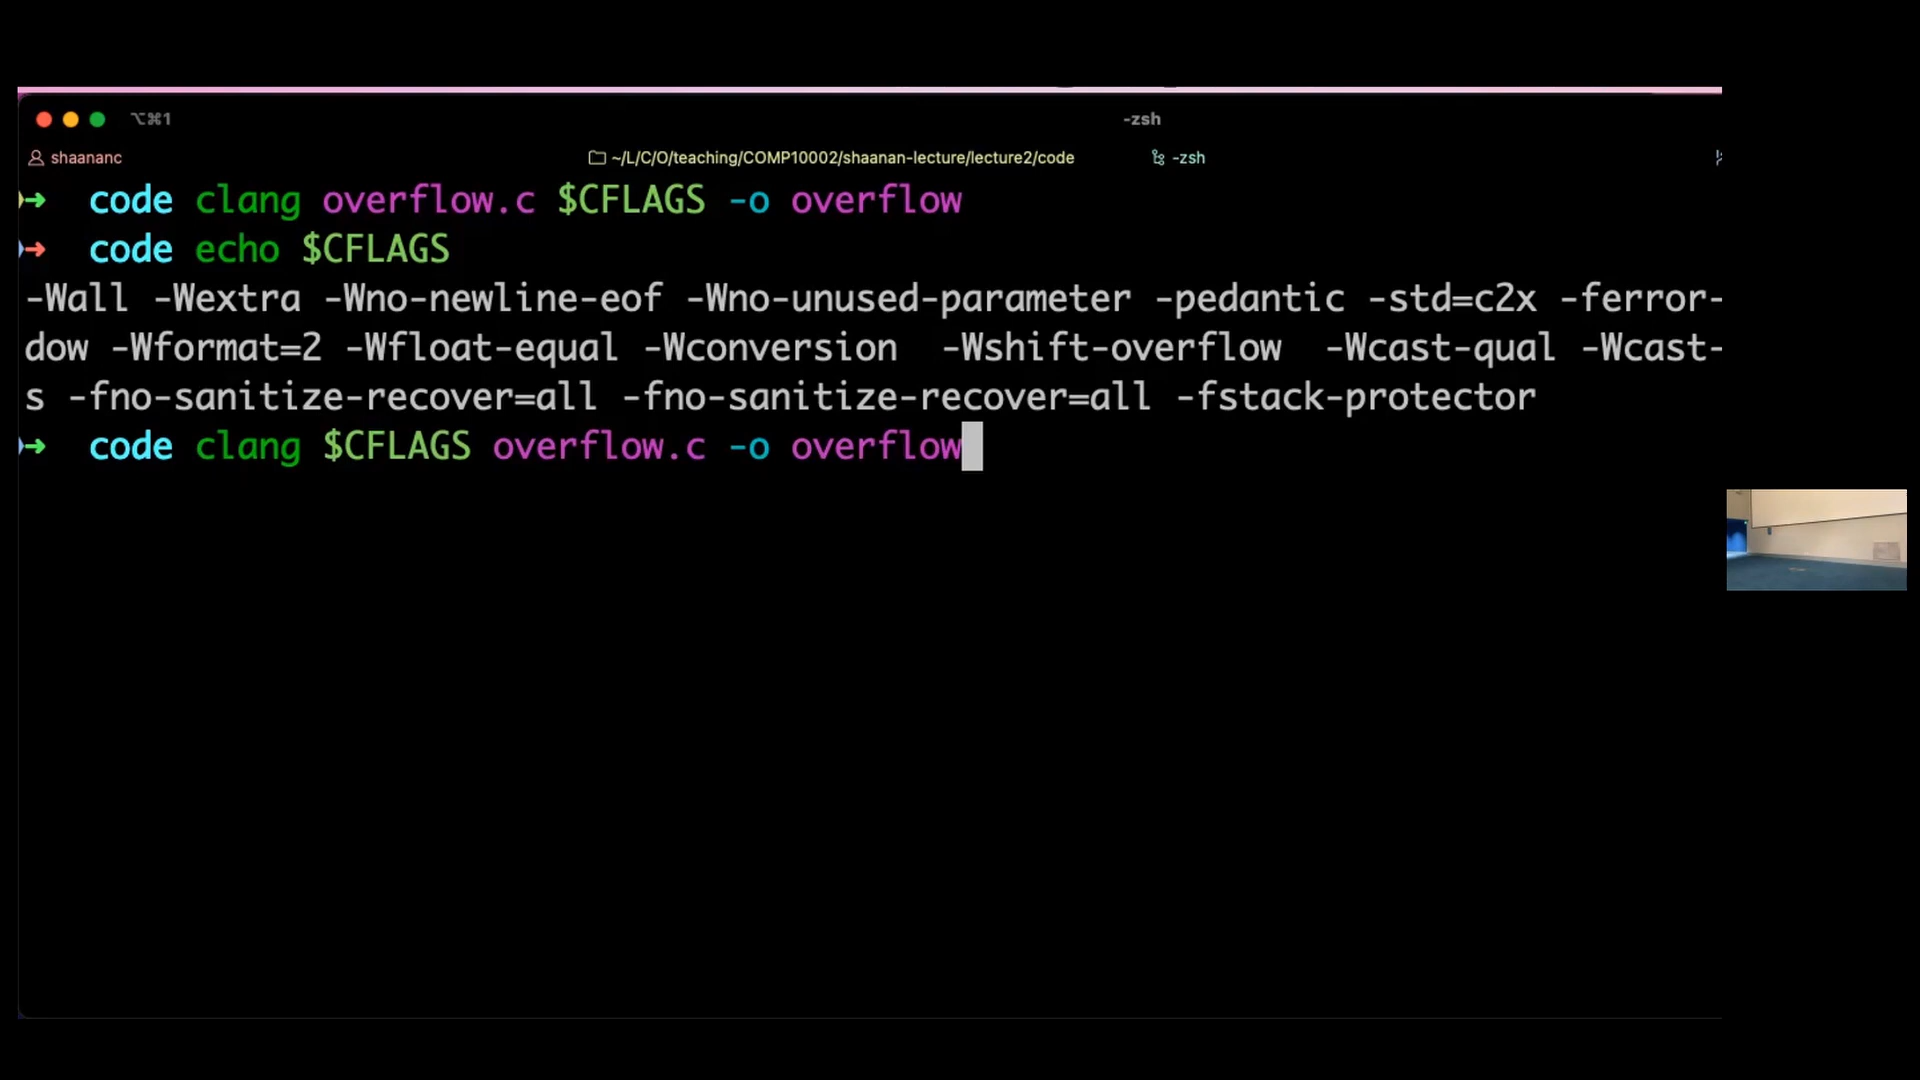 ⌥⌘1 -zsh
shaananc ~/L/C/O/teaching/COMP10002/shaanan-lecture/lecture2/code -zsh
➜ code clang overflow.c $CFLAGS -o overflow
➜ code echo $CFLAGS
-Wall -Wextra -Wno-newline-eof -Wno-unused-parameter -pedantic -std=c2x -ferror-
dow -Wformat=2 -Wfloat-equal -Wconversion  -Wshift-overflow  -Wcast-qual -Wcast-
s -fno-sanitize-recover=all -fno-sanitize-recover=all -fstack-protector
➜ code clang $CFLAGS overflow.c -o overflow